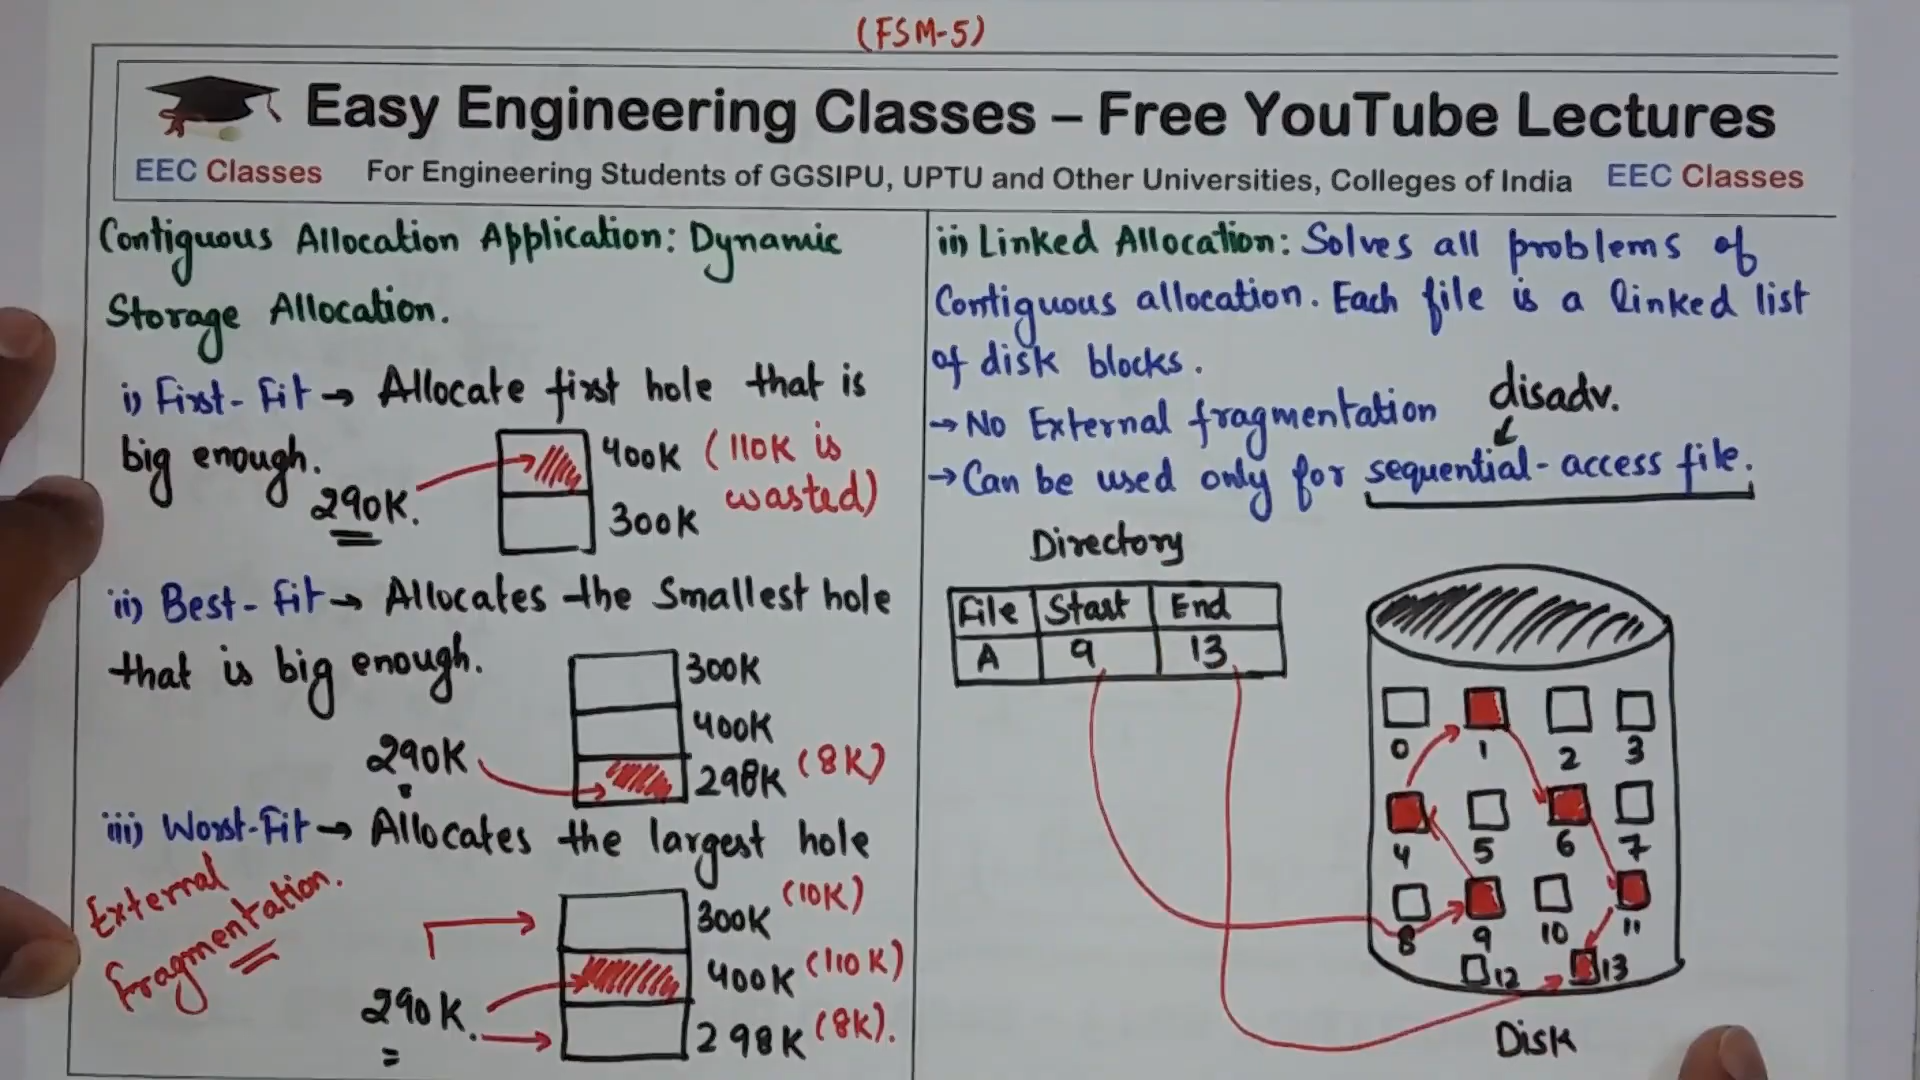 (FSM-5)
Easy Engineering Classes – Free YouTube Lectures
EEC Classes For Engineering Students of GGSIPU, UPTU and Other Universities, Colleges of India EEC Classes
Contiguous Allocation Application: Dynamic
Storage Allocation.
i) First-Fit → Allocate first hole that is
big enough.
290K.
400K (110K is
wasted)
300K
ii) Best-Fit → Allocates the Smallest hole
that is big enough.
300K
400K
290K
298K (8K)
iii) Worst-Fit → Allocates the largest hole
External
fragmentation.
300K (10K)
400K (110K)
290K.
298K (8K).
ii) Linked Allocation: Solves all problems of
Contiguous allocation. Each file is a linked list
of disk blocks.
disadv.
→ No External fragmentation
→ Can be used only for sequential-access file.
Directory
File Start End
A 9 13
0 1 2 3
4 5 6 7
8 9 10 11
12 13
Disk